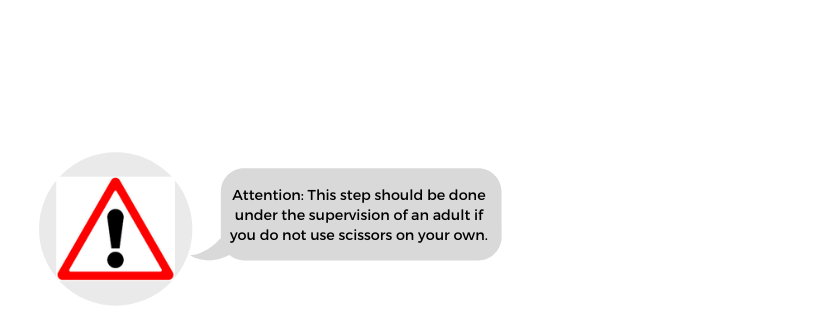 Attention: This step should be done
under the supervision of an adult if
you do not use scissors on your own.